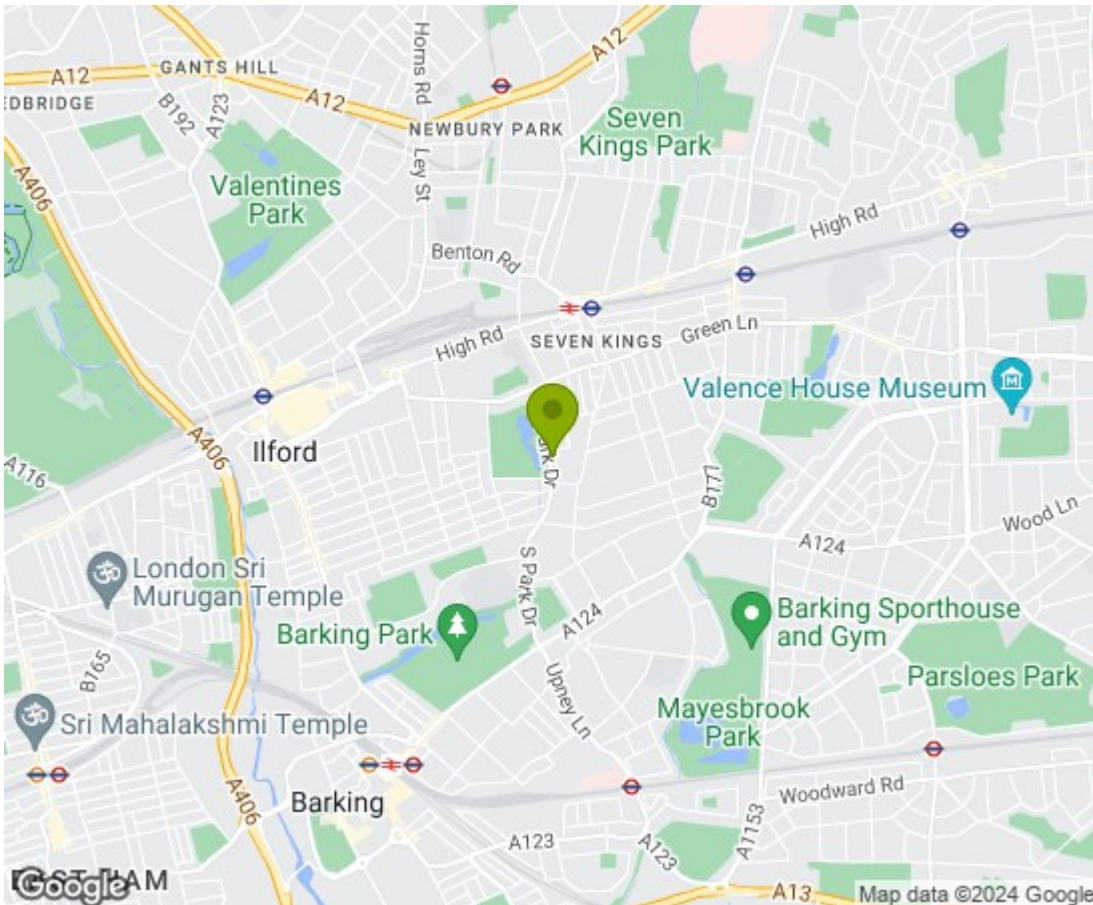 A12
GANTS HILL
A12
EDBRIDGE
B192
A123
A12
Horns Rd
A12
NEWBURY PARK
Ley St
Seven
Kings Park
Valentines
Park
A406
High Rd
Benton Rd
High Rd
SEVEN KINGS
Green Ln
Valence House Museum
Ilford
A406
A116
Dr
B177
Wood Ln
A124
London Sri
Murugan Temple
S Park Dr
A124
Barking Park
Barking Sporthouse
and Gym
B165
Upney Ln
Parsloes Park
Sri Mahalakshmi Temple
Mayesbrook
Park
A406
Barking
Woodward Rd
A123
A123
A1153
A13
HAM
Google
Map data ©2024 Google